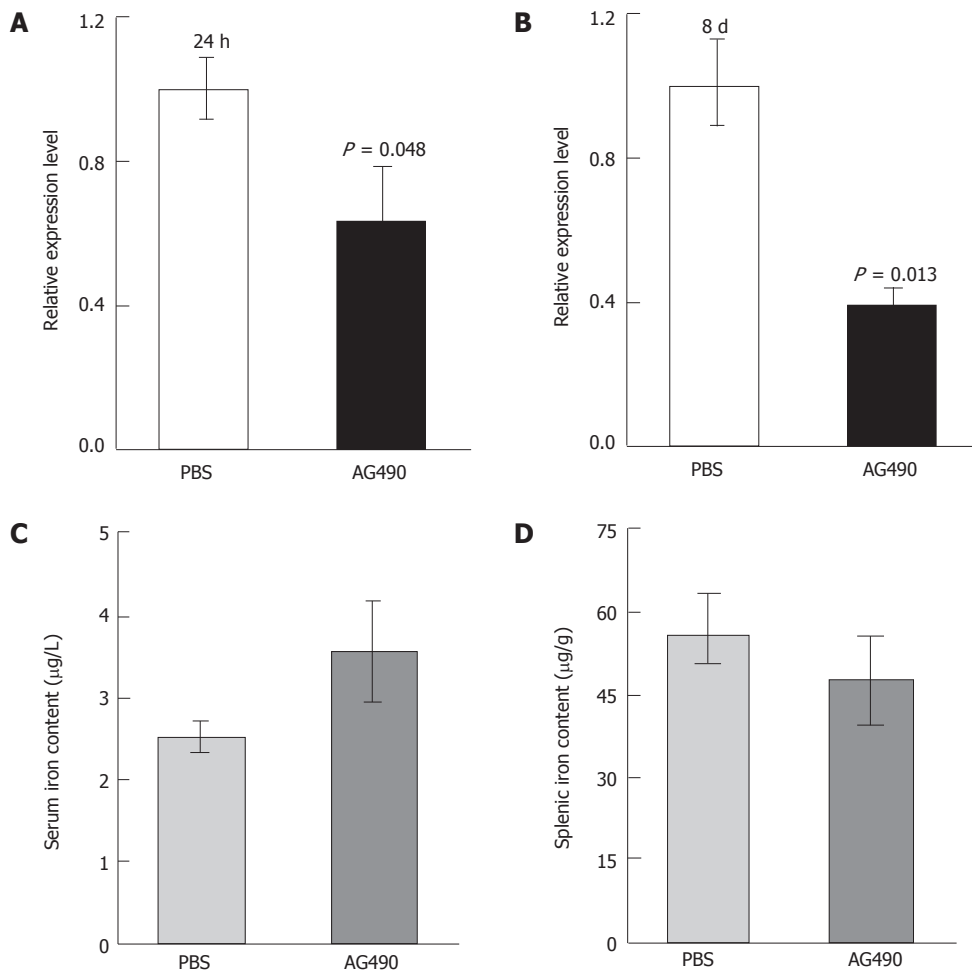 A
1.2
0.8
0.4
0.0
Relative expression level
24 h
P = 0.048
PBS
AG490
B
1.2
0.8
0.4
0.0
Relative expression level
8 d
P = 0.013
PBS
AG490
C
5
4
3
2
1
0
Serum iron content (μg/L)
PBS
AG490
D
75
60
45
30
15
0
Splenic iron content (μg/g)
PBS
AG490